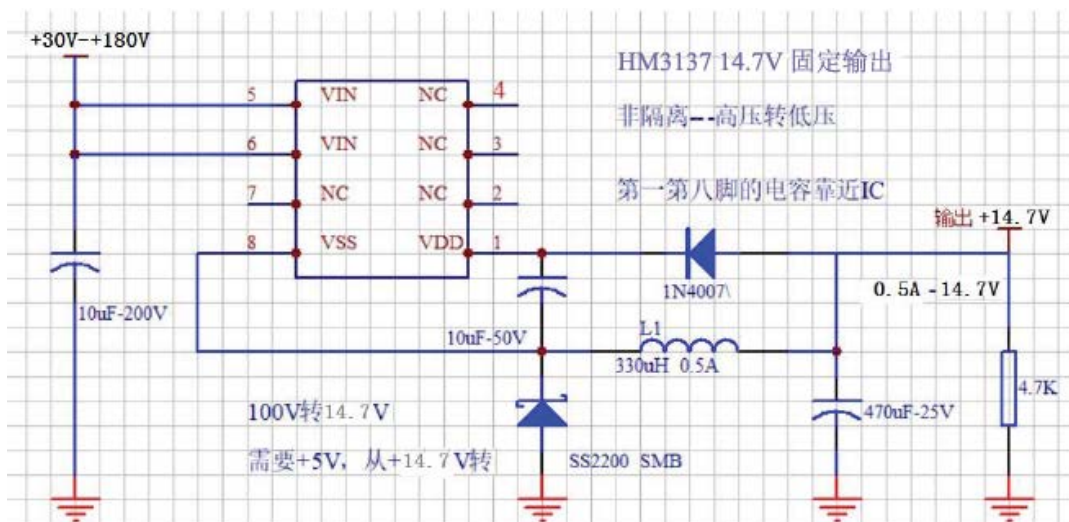 +30V-+180V
HM3137 14.7V 固定输出
5 VIN NC 4
非隔离---高压转低压
6 VIN NC 3
7 NC NC 2
第一第八脚的电容靠近IC
8 VSS VDD 1
输出 +14.7V
1N4007\
0.5A -14.7V
10uF-200V
10uF-50V
L1
330uH 0.5A
4.7K
100V转14.7V
470uF-25V
需要+5V，从+14.7V转
SS2200 SMB